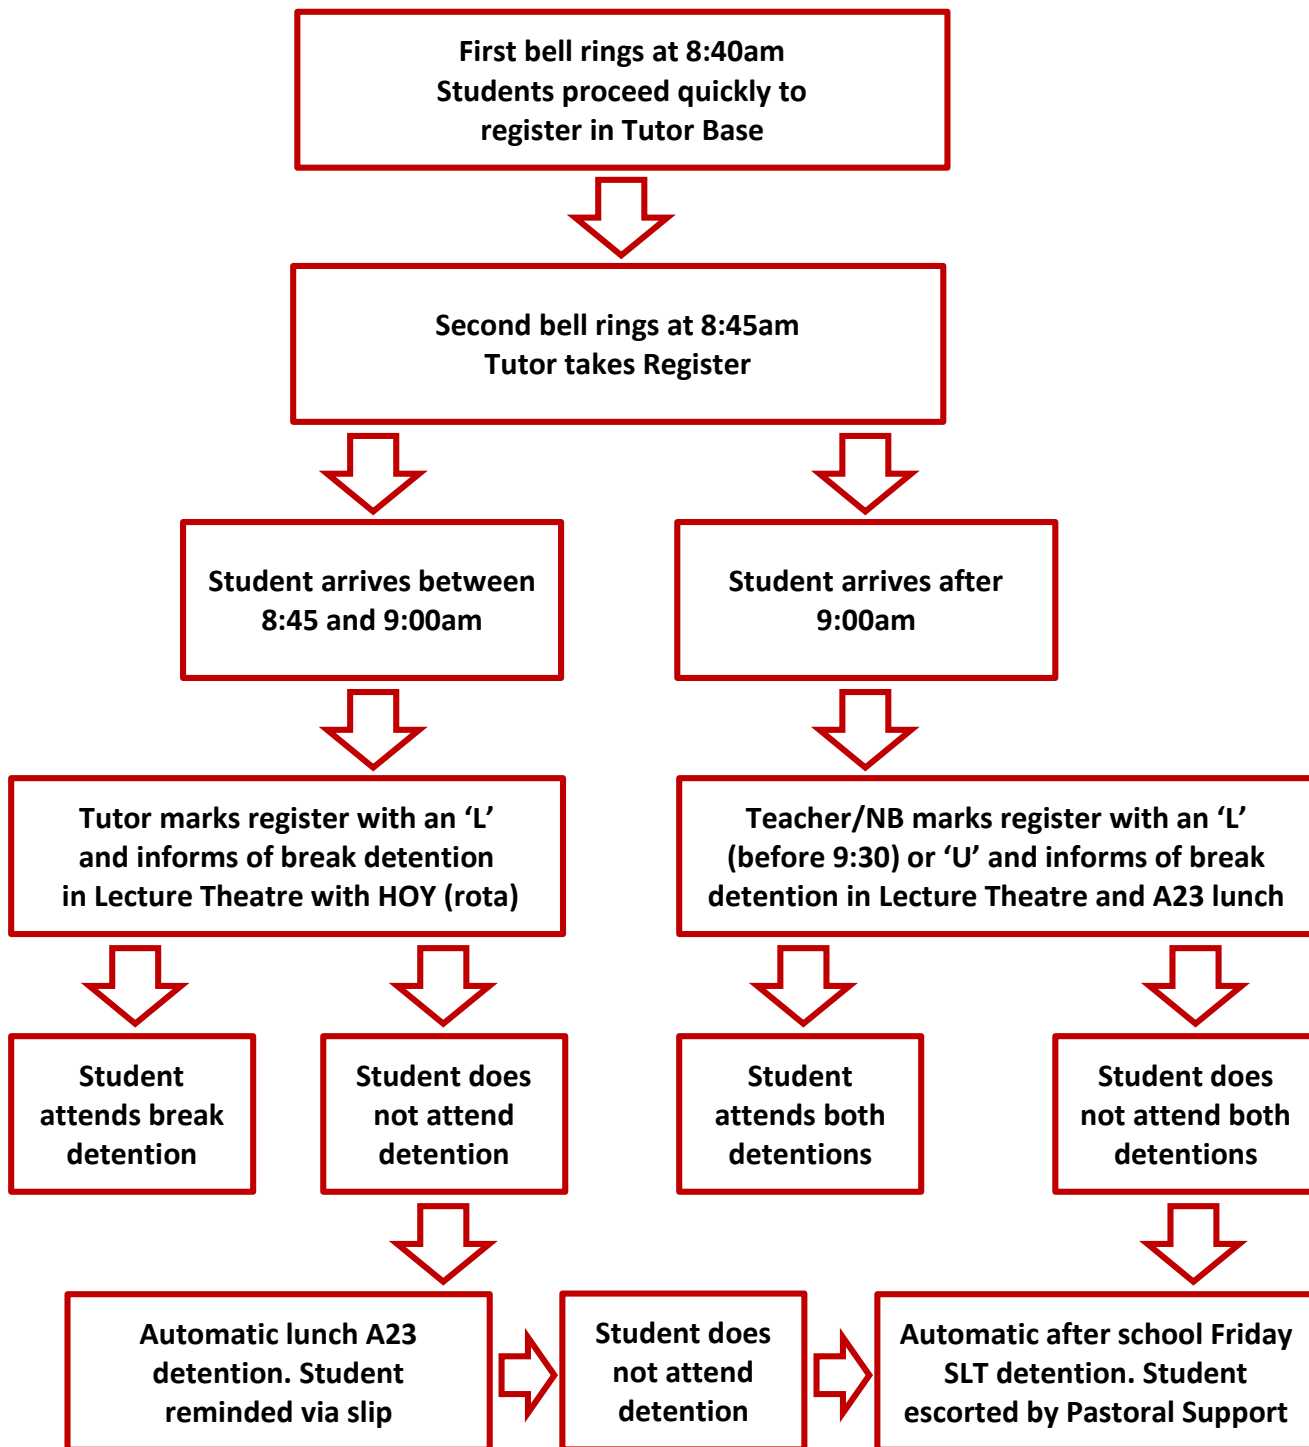 First bell rings at 8:40am
Students proceed quickly to
register in Tutor Base
Second bell rings at 8:45am
Tutor takes Register
Student arrives between
8:45 and 9:00am
Student arrives after
9:00am
Tutor marks register with an ‘L’
and informs of break detention
in Lecture Theatre with HOY (rota)
Teacher/NB marks register with an ‘L’
(before 9:30) or ‘U’ and informs of break
detention in Lecture Theatre and A23 lunch
Student
attends break
detention
Student does
not attend
detention
Student
attends both
detentions
Student does
not attend both
detentions
Automatic lunch A23
detention. Student
reminded via slip
Student does
not attend
detention
Automatic after school Friday
SLT detention. Student
escorted by Pastoral Support